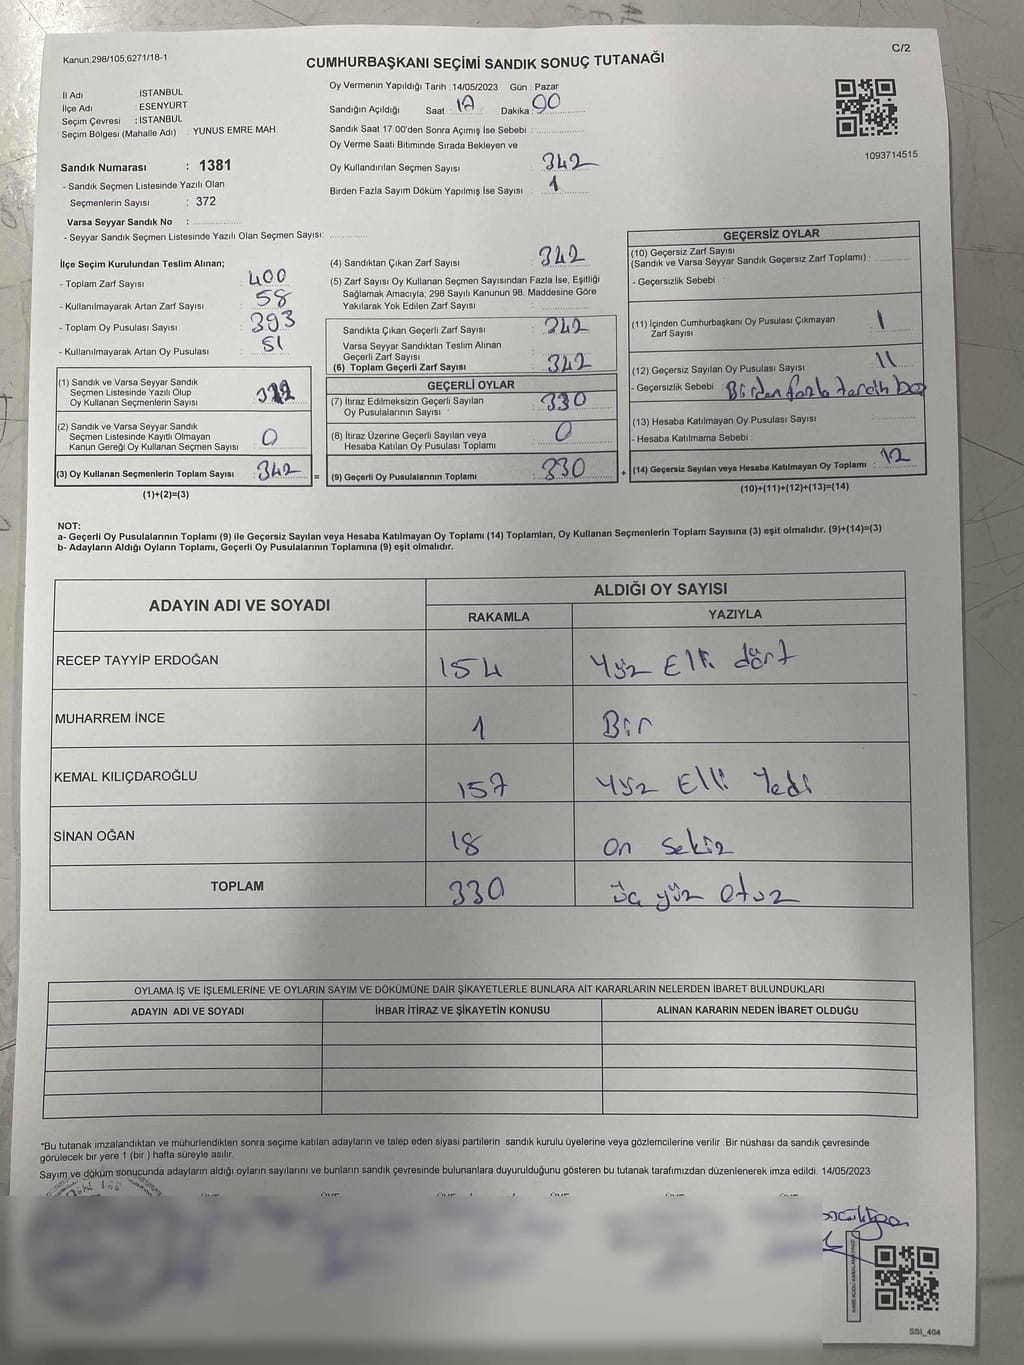 Kanun,298/105,6271/18-1
C/2
CUMHURBAŞKANI SEÇİMİ SANDIK SONUÇ TUTANAĞI
İl Adı : İSTANBUL
İlçe Adı : ESENYURT
Seçim Çevresi : İSTANBUL
Seçim Bölgesi (Mahalle Adı) : YUNUS EMRE MAH.
Sandık Numarası : 1381
- Sandık Seçmen Listesinde Yazılı Olan
Seçmenlerin Sayısı : 372
Varsa Seyyar Sandık No :
- Seyyar Sandık Seçmen Listesinde Yazılı Olan Seçmen Sayısı:
Oy Vermenin Yapıldığı Tarih : 14/05/2023 Gün : Pazar
Sandığın Açıldığı Saat : 17 Dakika : 00
Sandık Saat 17:00'den Sonra Açımış İse Sebebi :
Oy Verme Saati Bitiminde Sırada Bekleyen ve
Oy Kullandırılan Seçmen Sayısı : 342
Birden Fazla Sayım Döküm Yapılmış İse Sayısı : 1
1093714515
İlçe Seçim Kurulundan Teslim Alınan;
- Toplam Zarf Sayısı : 400
- Kullanılmayarak Artan Zarf Sayısı : 58
- Toplam Oy Pusulası Sayısı : 393
- Kullanılmayarak Artan Oy Pusulası : 51
(1) Sandık ve Varsa Seyyar Sandık
Seçmen Listesinde Yazılı Olup
Oy Kullanan Seçmenlerin Sayısı :
(2) Sandık ve Varsa Seyyar Sandık
Seçmen Listesinde Kayıtlı Olmayan
Kanun Gereği Oy Kullanan Seçmen Sayısı : 0
(3) Oy Kullanan Seçmenlerin Toplam Sayısı : 342 =
(1)+(2)=(3)
(4) Sandıktan Çıkan Zarf Sayısı : 342
(5) Zarf Sayısı Oy Kullanan Seçmen Sayısından Fazla İse, Eşitliği
Sağlamak Amacıyla, 298 Sayılı Kanunun 98. Maddesine Göre
Yakılarak Yok Edilen Zarf Sayısı :
Sandıkta Çıkan Geçerli Zarf Sayısı : 342
Varsa Seyyar Sandıktan Teslim Alınan
Geçerli Zarf Sayısı :
(6) Toplam Geçerli Zarf Sayısı : 342
GEÇERLİ OYLAR
(7) İtiraz Edilmeksizin Geçerli Sayılan
Oy Pusulalarının Sayısı : 330
(8) İtiraz Üzerine Geçerli Sayılan veya
Hesaba Katılan Oy Pusulası Toplamı : 0
(9) Geçerli Oy Pusulalarının Toplamı : 330 +
GEÇERSİZ OYLAR
(10) Geçersiz Zarf Sayısı
(Sandık ve Varsa Seyyar Sandık Geçersiz Zarf Toplamı) :
- Geçersizlik Sebebi :
(11) İçinden Cumhurbaşkanı Oy Pusulası Çıkmayan
Zarf Sayısı : 1
(12) Geçersiz Sayılan Oy Pusulası Sayısı : 11
- Geçersizlik Sebebi : Birden fazla tercih
(13) Hesaba Katılmayan Oy Pusulası Sayısı :
- Hesaba Katılmama Sebebi :
(14) Geçersiz Sayılan veya Hesaba Katılmayan Oy Toplamı : 12
(10)+(11)+(12)+(13)=(14)
NOT:
a- Geçerli Oy Pusulalarının Toplamı (9) ile Geçersiz Sayılan veya Hesaba Katılmayan Oy Toplamı (14) Toplamları, Oy Kullanan Seçmenlerin Toplam Sayısına (3) eşit olmalıdır. (9)+(14)=(3)
b- Adayların Aldığı Oyların Toplamı, Geçerli Oy Pusulalarının Toplamına (9) eşit olmalıdır.
ADAYIN ADI VE SOYADI ALDIĞI OY SAYISI
RAKAMLA YAZIYLA
RECEP TAYYİP ERDOĞAN 154 Yüz Elli dört
MUHARREM İNCE 1 Bir
KEMAL KILIÇDAROĞLU 157 Yüz Elli Yedi
SİNAN OĞAN 18 On Sekiz
TOPLAM 330 üç yüz otuz
OYLAMA İŞ VE İŞLEMLERİNE VE OYLARIN SAYIM VE DÖKÜMÜNE DAİR ŞİKAYETLERLE BUNLARA AİT KARARLARIN NELERDEN İBARET BULUNDUKLARI
ADAYIN ADI VE SOYADI İHBAR İTİRAZ VE ŞİKAYETİN KONUSU ALINAN KARARIN NEDEN İBARET OLDUĞU
*Bu tutanak imzalandıktan ve mühürlendikten sonra seçime katılan adayların ve talep eden siyasi partilerin sandık kurulu üyelerine veya gözlemcilerine verilir. Bir nüshası da sandık çevresinde
görülecek bir yere 1 (bir ) hafta süreyle asılır.
Sayım ve döküm sonucunda adayların aldığı oyların sayılarını ve bunların sandık çevresinde bulunanlara duyurulduğunu gösteren bu tutanak tarafımızdan düzenlenerek imza edildi. 14/05/2023
SSI_404